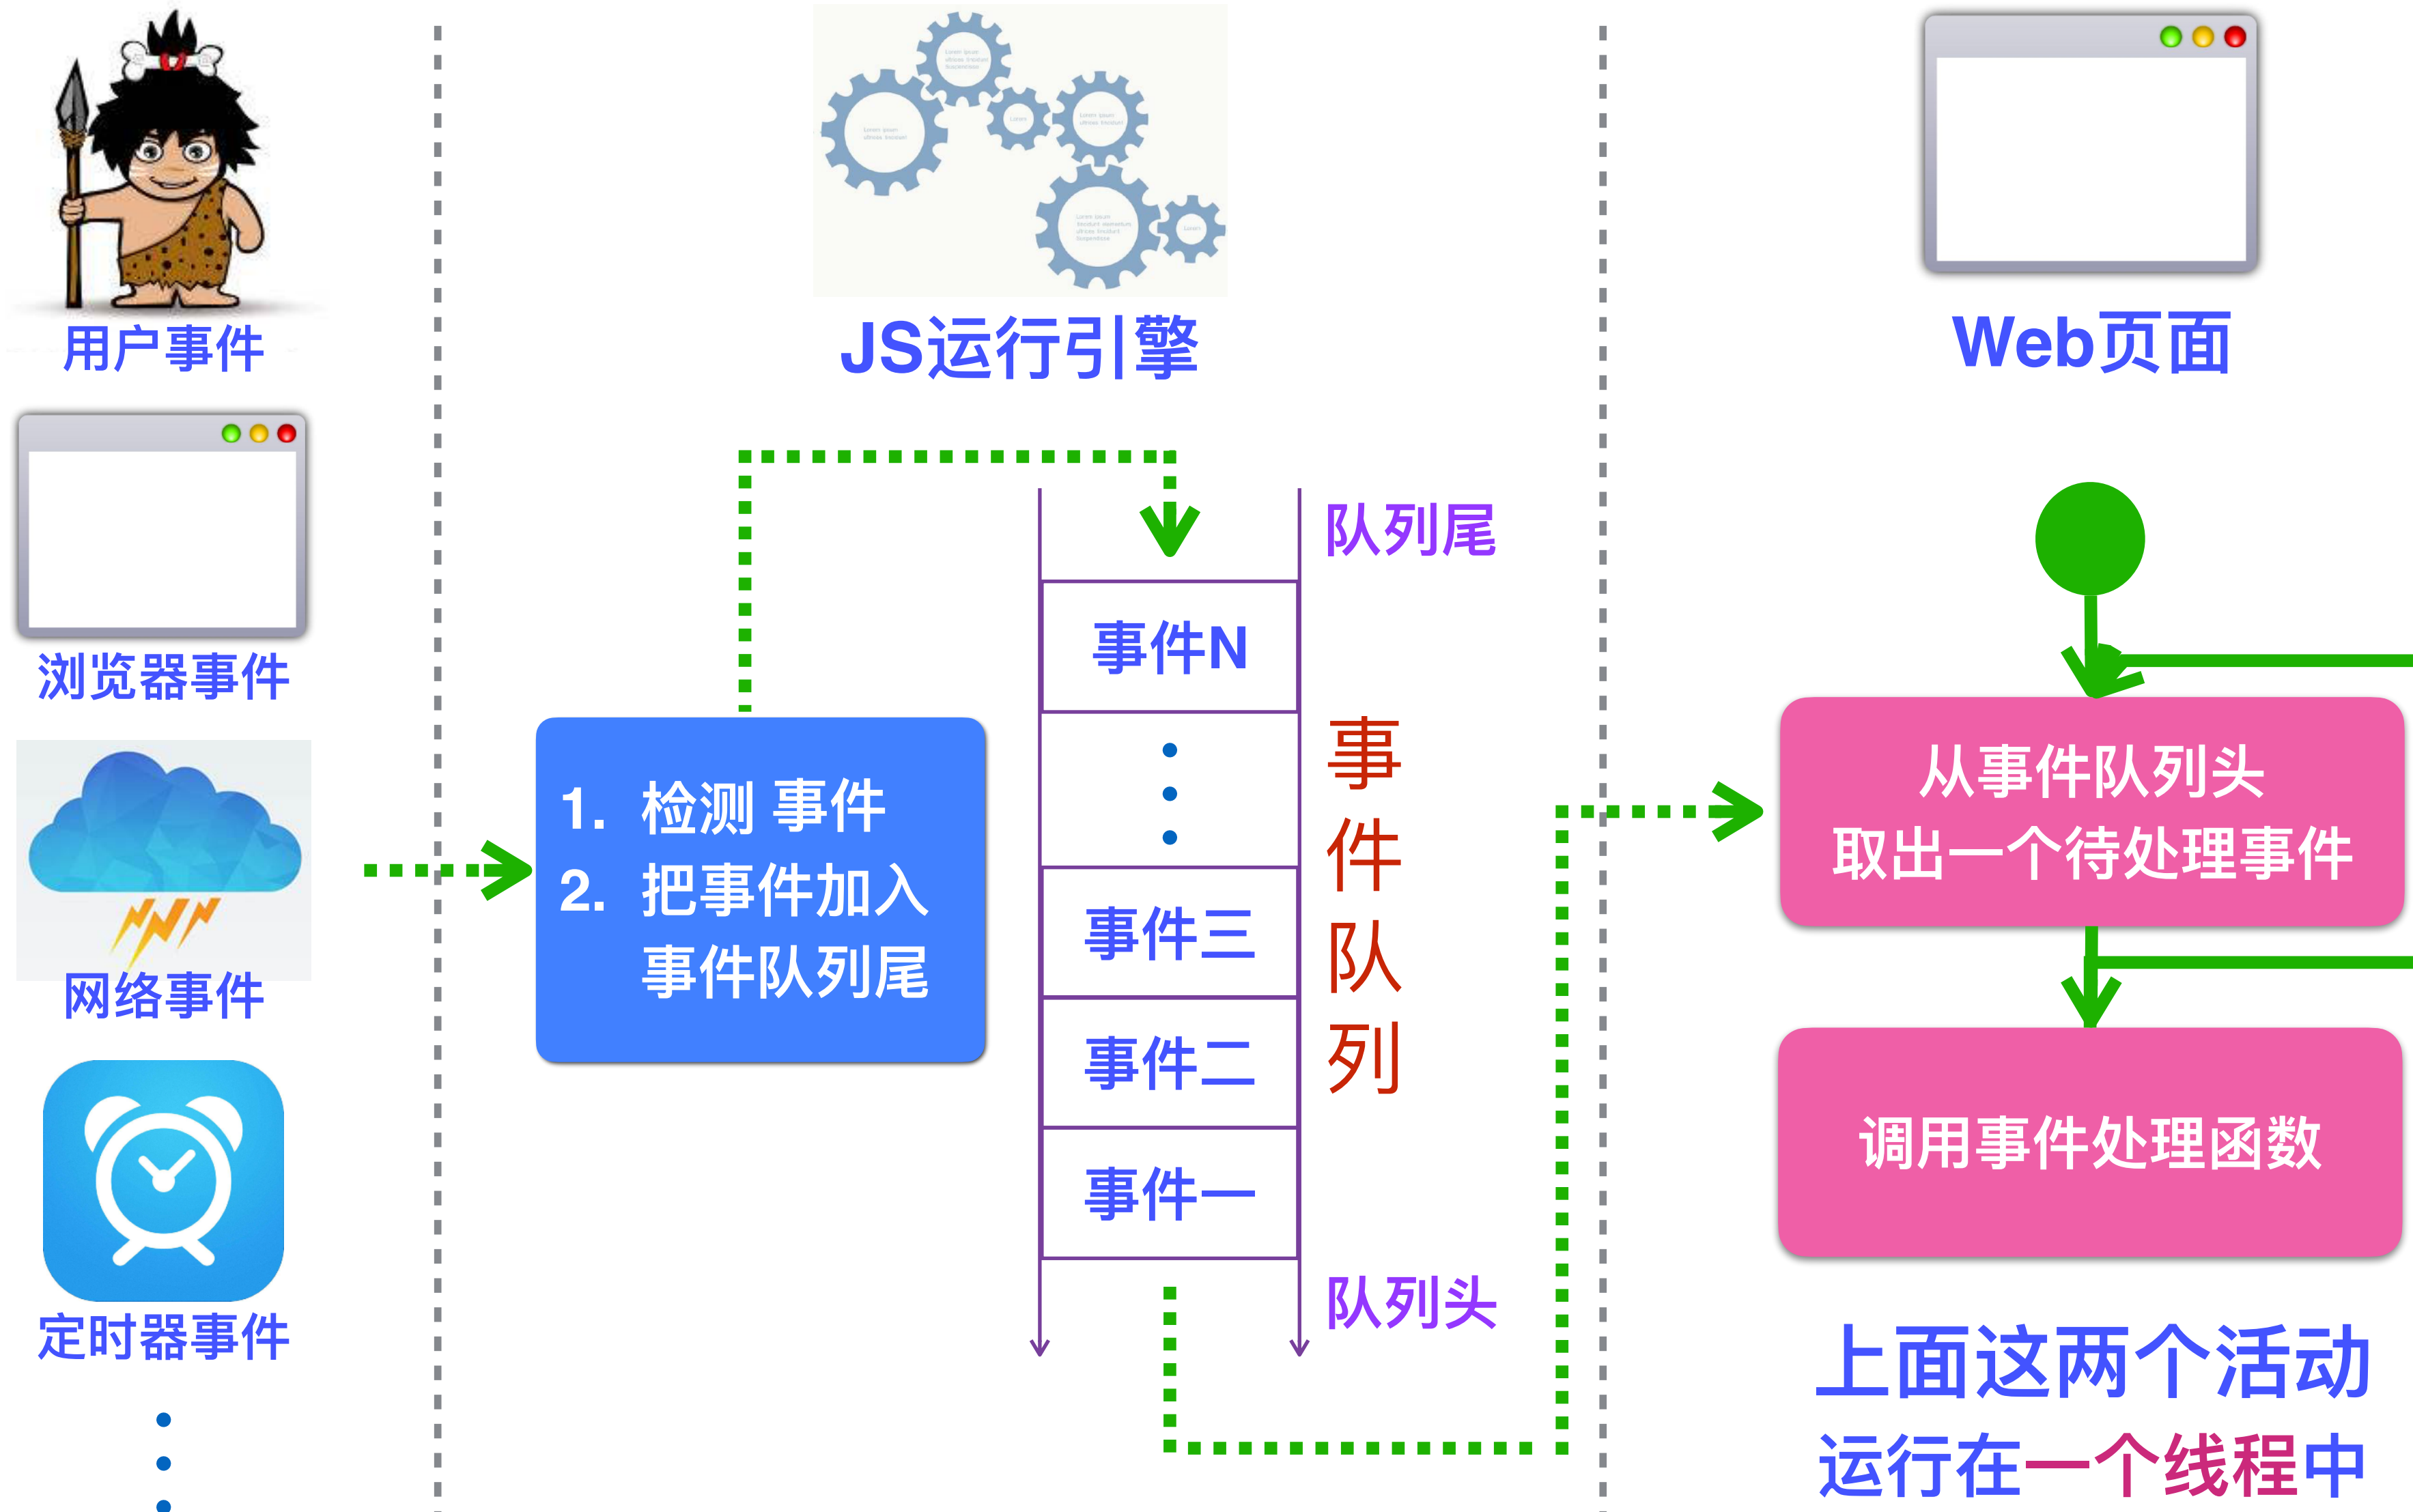 用户事件
浏览器事件
网络事件
定时器事件
JS运行引擎
1. 检测 事件
2. 把事件加入
事件队列尾
队列尾
事件N
事件三
事件二
事件一
事件队列
队列头
Web页面
从事件队列头
取出一个待处理事件
调用事件处理函数
上面这两个活动
运行在一个线程中